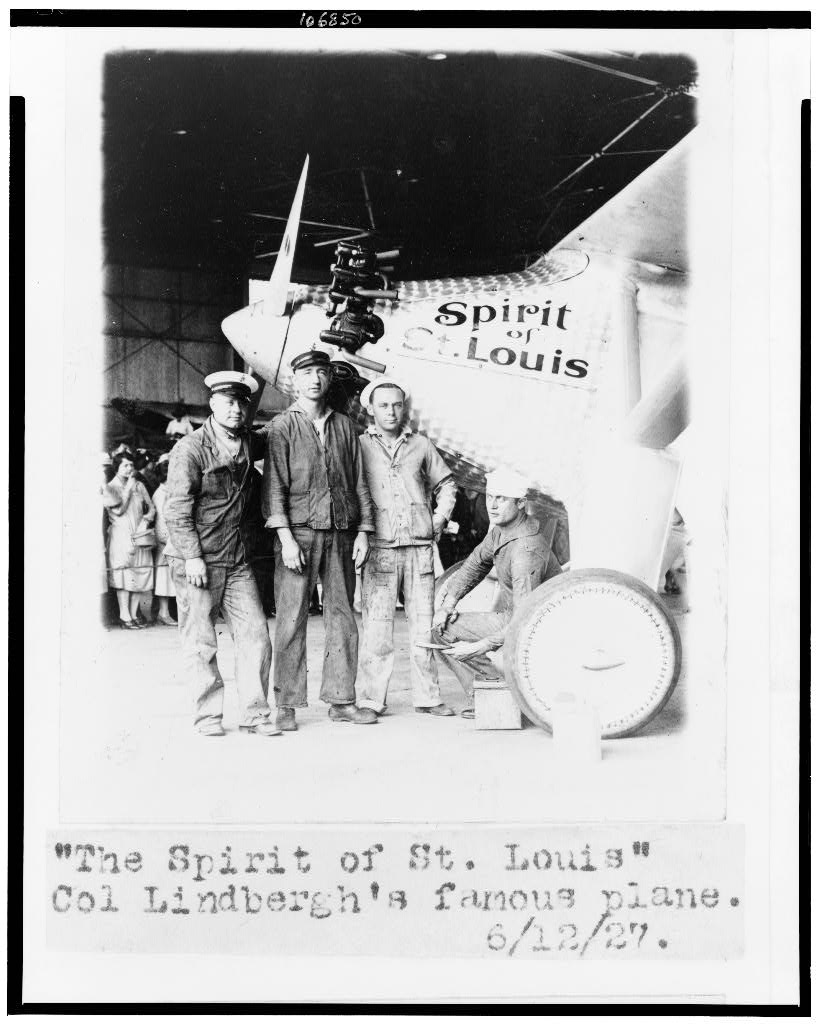 106850
Spirit
of
St. Louis
"The Spirit of St. Louis"
Col Lindbergh's famous plane.
6/12/27.